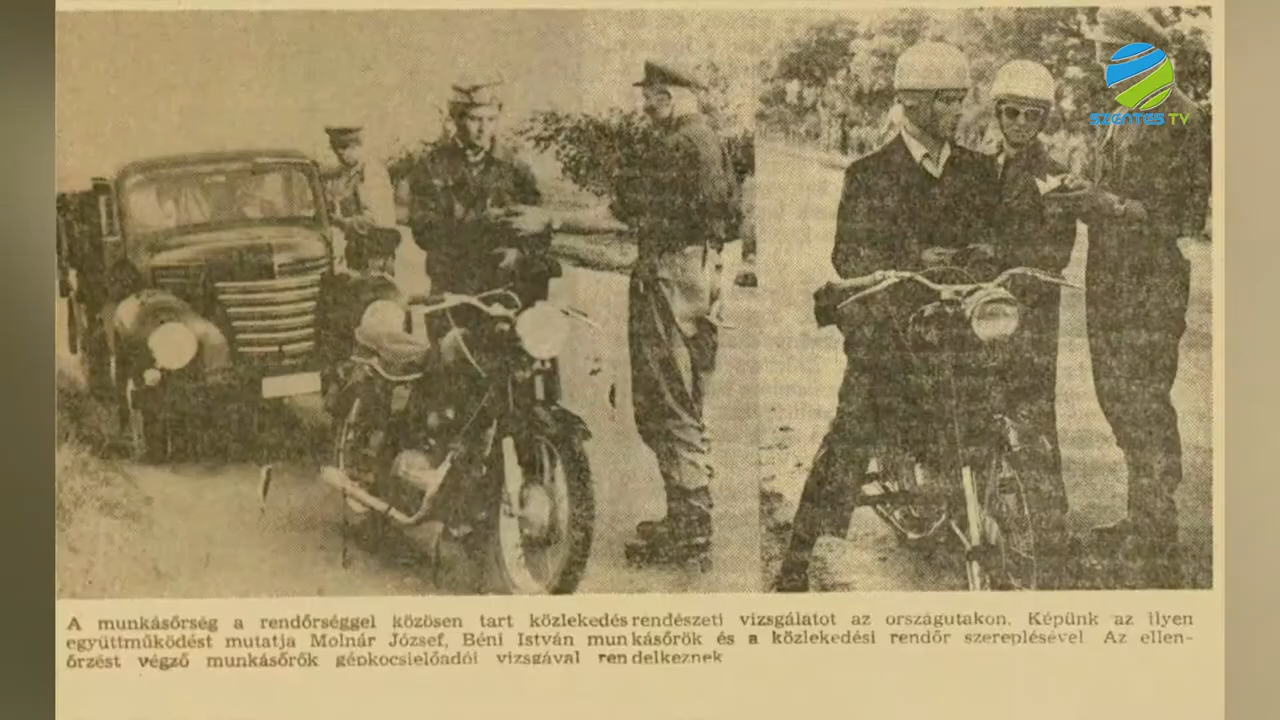 SZENTES TV
A munkásőrség a rendőrséggel közösen tart közlekedésrendészeti vizsgálatot az országutakon. Képünk az ilyen
együttműködést mutatja Molnár József, Béni István munkásőrök és a közlekedési rendőr szereplésével. Az ellen-
őrzést végző munkásőrök gépkocsielőadói vizsgával rendelkeznek